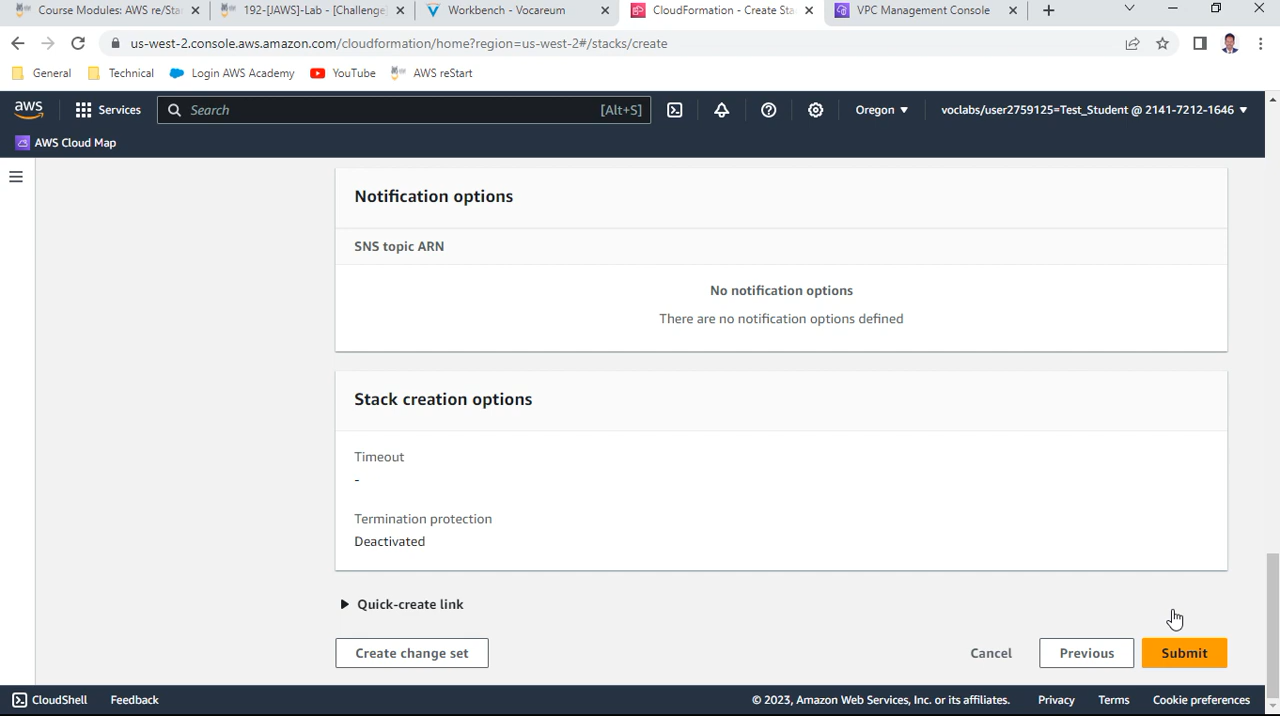 Course Modules: AWS re/Sta
192-[JAWS]-Lab - [Challenge
Workbench - Vocareum
CloudFormation - Create Sta
VPC Management Console
us-west-2.console.aws.amazon.com/cloudformation/home?region=us-west-2#/stacks/create
General
Technical
Login AWS Academy
YouTube
AWS reStart
aws
Services
Search
[Alt+S]
Oregon
voclabs/user2759125=Test_Student @ 2141-7212-1646
AWS Cloud Map
Notification options
SNS topic ARN
No notification options
There are no notification options defined
Stack creation options
Timeout
-
Termination protection
Deactivated
Quick-create link
Create change set
Cancel
Previous
Submit
CloudShell
Feedback
© 2023, Amazon Web Services, Inc. or its affiliates.
Privacy
Terms
Cookie preferences